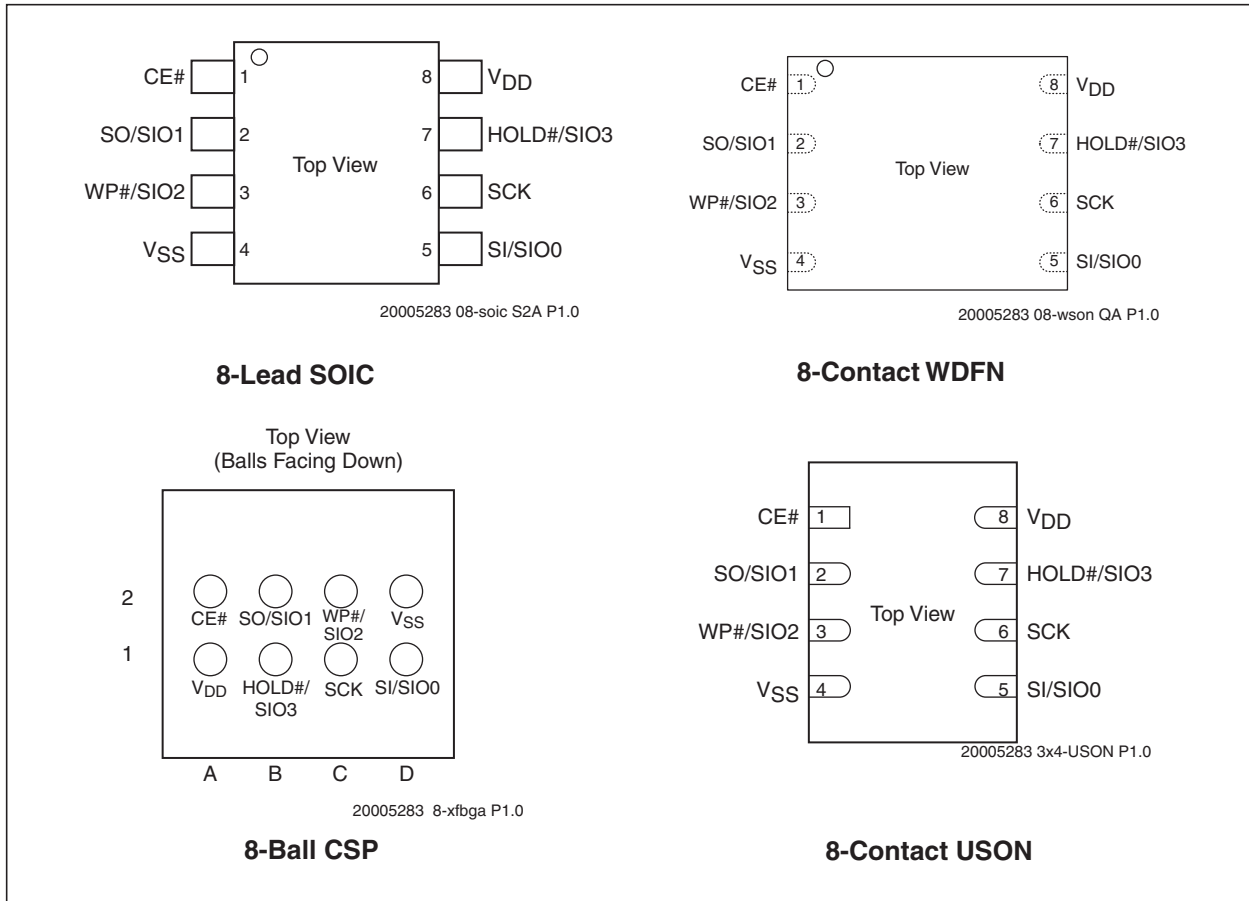 CE# 1 8 VDD
SO/SIO1 2 7 HOLD#/SIO3
Top View
WP#/SIO2 3 6 SCK
VSS 4 5 SI/SIO0
20005283 08-soic S2A P1.0
8-Lead SOIC
CE# 1 8 VDD
SO/SIO1 2 7 HOLD#/SIO3
Top View
WP#/SIO2 3 6 SCK
VSS 4 5 SI/SIO0
20005283 08-wson QA P1.0
8-Contact WDFN
Top View
(Balls Facing Down)
2
CE# SO/SIO1 WP#/ VSS
SIO2
1
VDD HOLD#/ SCK SI/SIO0
SIO3
A B C D
20005283 8-xfbga P1.0
8-Ball CSP
CE# 1 8 VDD
SO/SIO1 2 7 HOLD#/SIO3
Top View
WP#/SIO2 3 6 SCK
VSS 4 5 SI/SIO0
20005283 3x4-USON P1.0
8-Contact USON